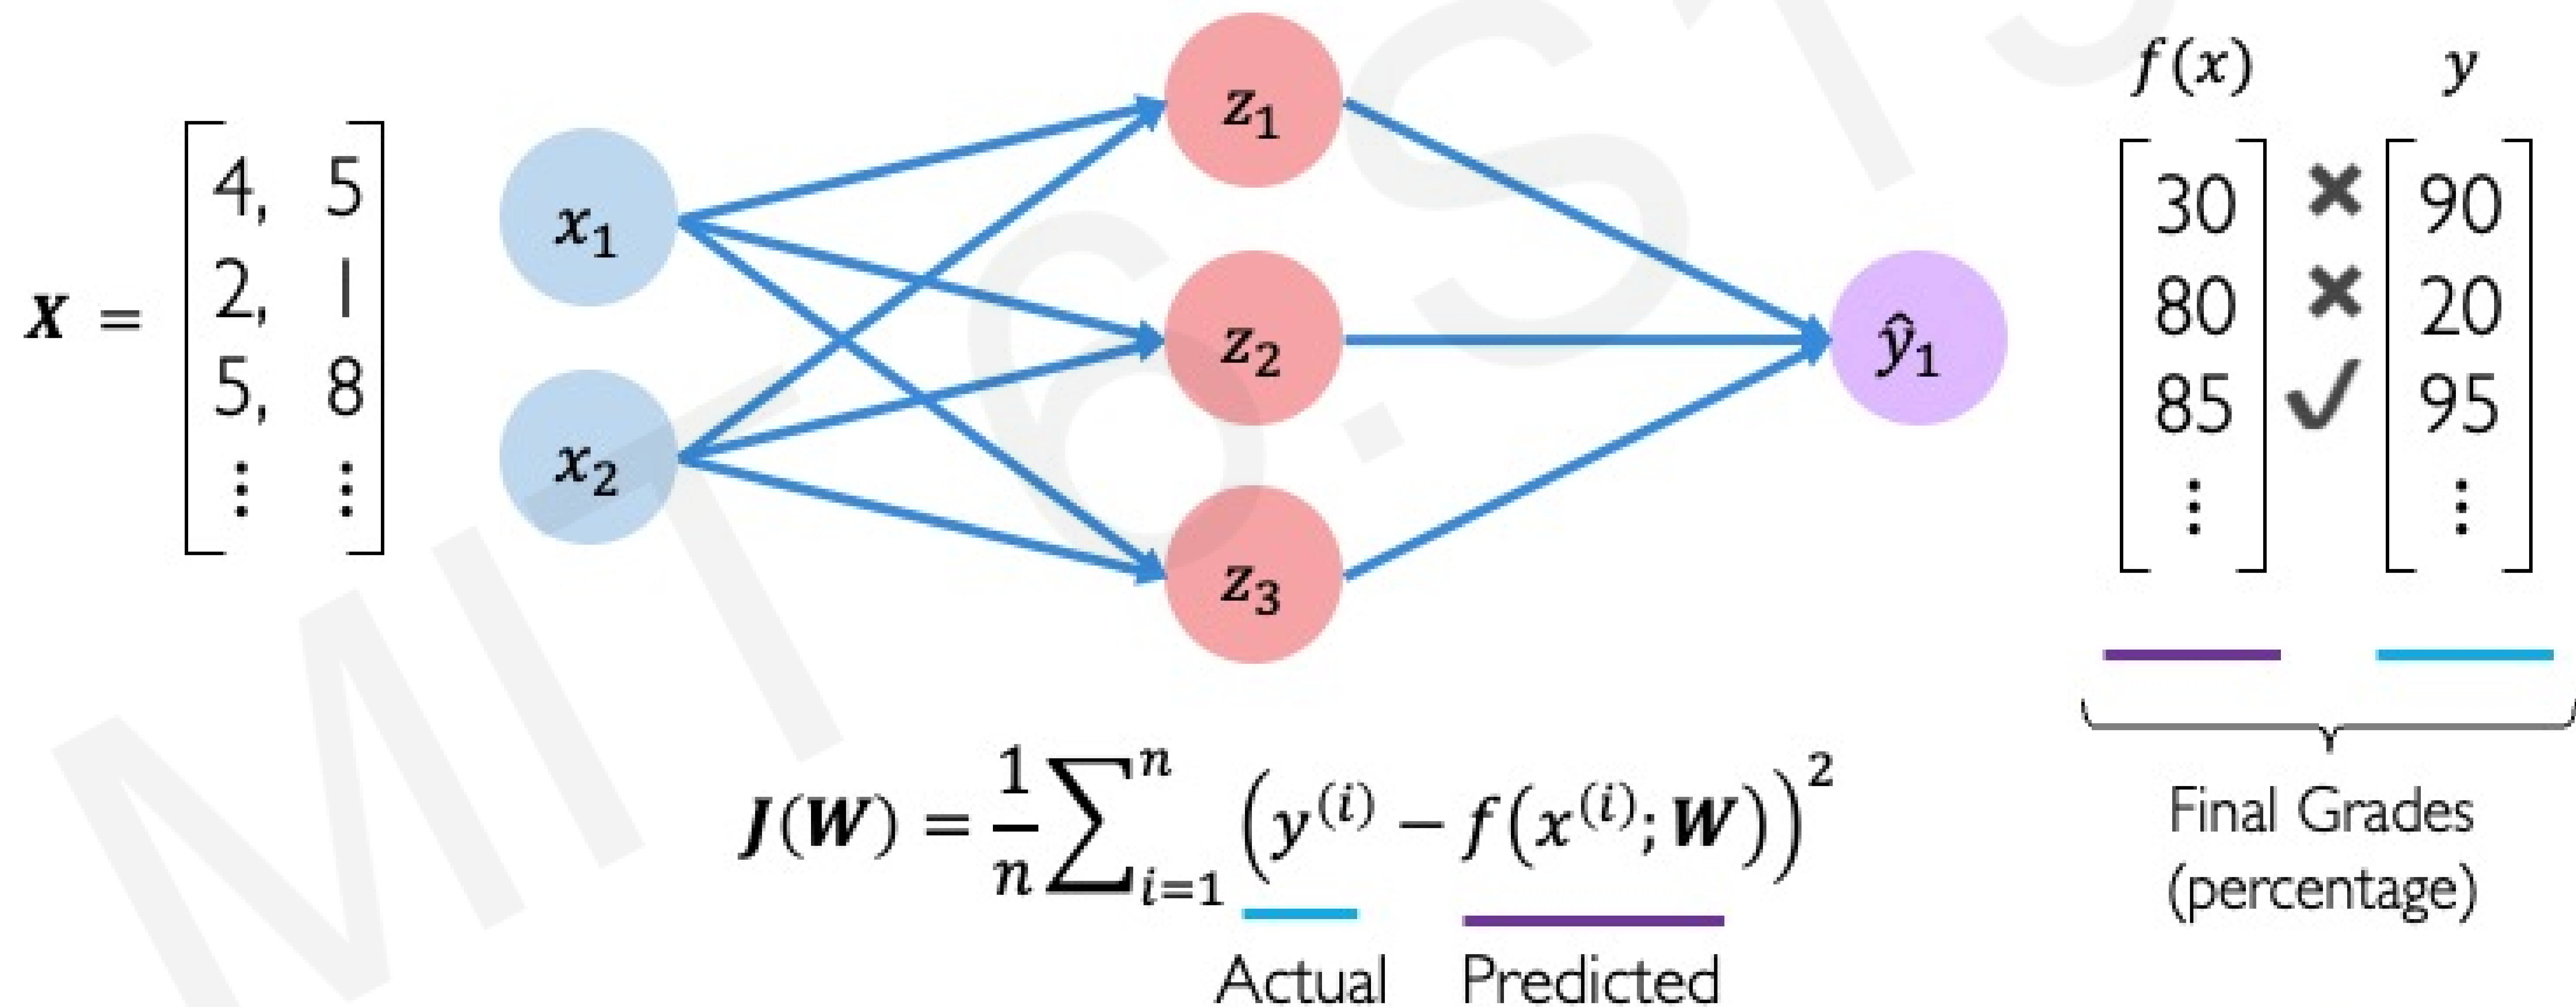 X = [4, 5
2, 1
5, 8
⋮ ⋮]
x₁
x₂
z₁
z₂
z₃
ŷ₁
f(x) y
30 ✖ 90
80 ✖ 20
85 ✔ 95
⋮ ⋮
Final Grades
(percentage)
J(W) = 1/n ∑ⁿᵢ₌₁ (y⁽ⁱ⁾ − f(x⁽ⁱ⁾; W))²
Actual Predicted
MIT 6.S19